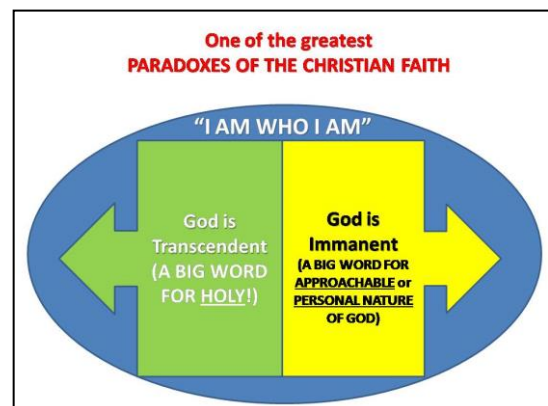 One of the greatest
PARADOXES OF THE CHRISTIAN FAITH
“I AM WHO I AM”
God is
Transcendent
(A BIG WORD
FOR HOLY!)
God is
Immanent
(A BIG WORD FOR
APPROACHABLE or
PERSONAL NATURE
OF GOD)